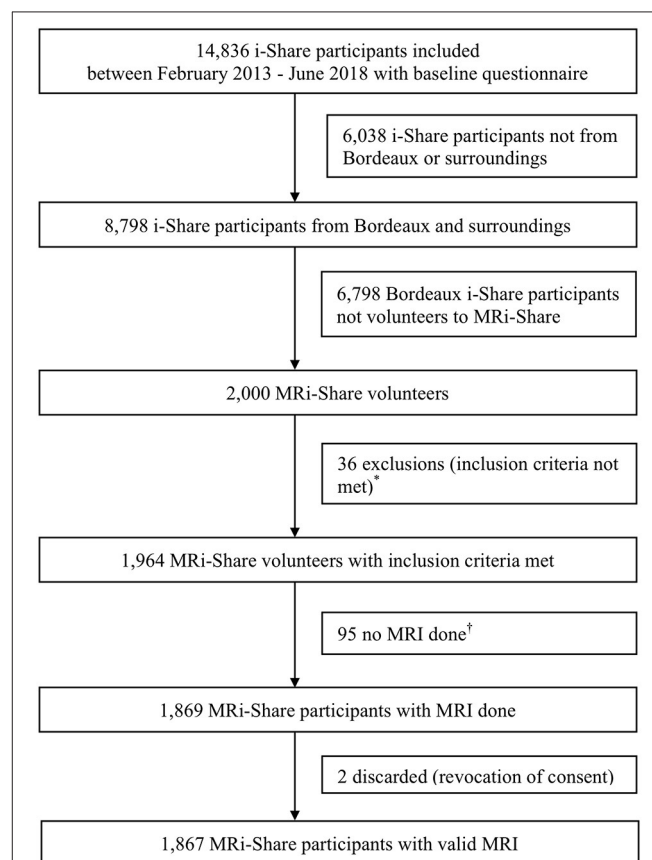 14,836 i-Share participants included
between February 2013 - June 2018 with baseline questionnaire
6,038 i-Share participants not from
Bordeaux or surroundings
8,798 i-Share participants from Bordeaux and surroundings
6,798 Bordeaux i-Share participants
not volunteers to MRi-Share
2,000 MRi-Share volunteers
36 exclusions (inclusion criteria not
met)*
1,964 MRi-Share volunteers with inclusion criteria met
95 no MRI done†
1,869 MRi-Share participants with MRI done
2 discarded (revocation of consent)
1,867 MRi-Share participants with valid MRI